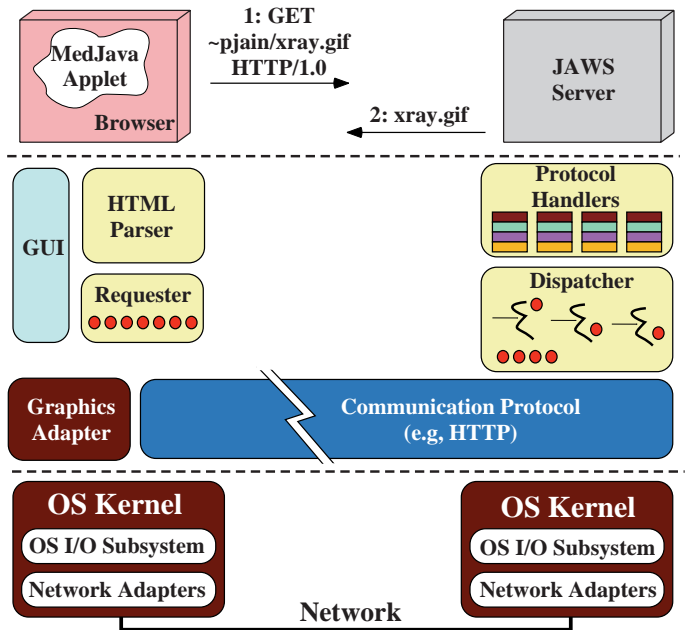 MedJava
Applet
Browser
1: GET
~pjain/xray.gif
HTTP/1.0
2: xray.gif
JAWS
Server
GUI
HTML
Parser
Requester
Protocol
Handlers
Dispatcher
Graphics
Adapter
Communication Protocol
(e.g, HTTP)
OS Kernel
OS I/O Subsystem
Network Adapters
OS Kernel
OS I/O Subsystem
Network Adapters
Network